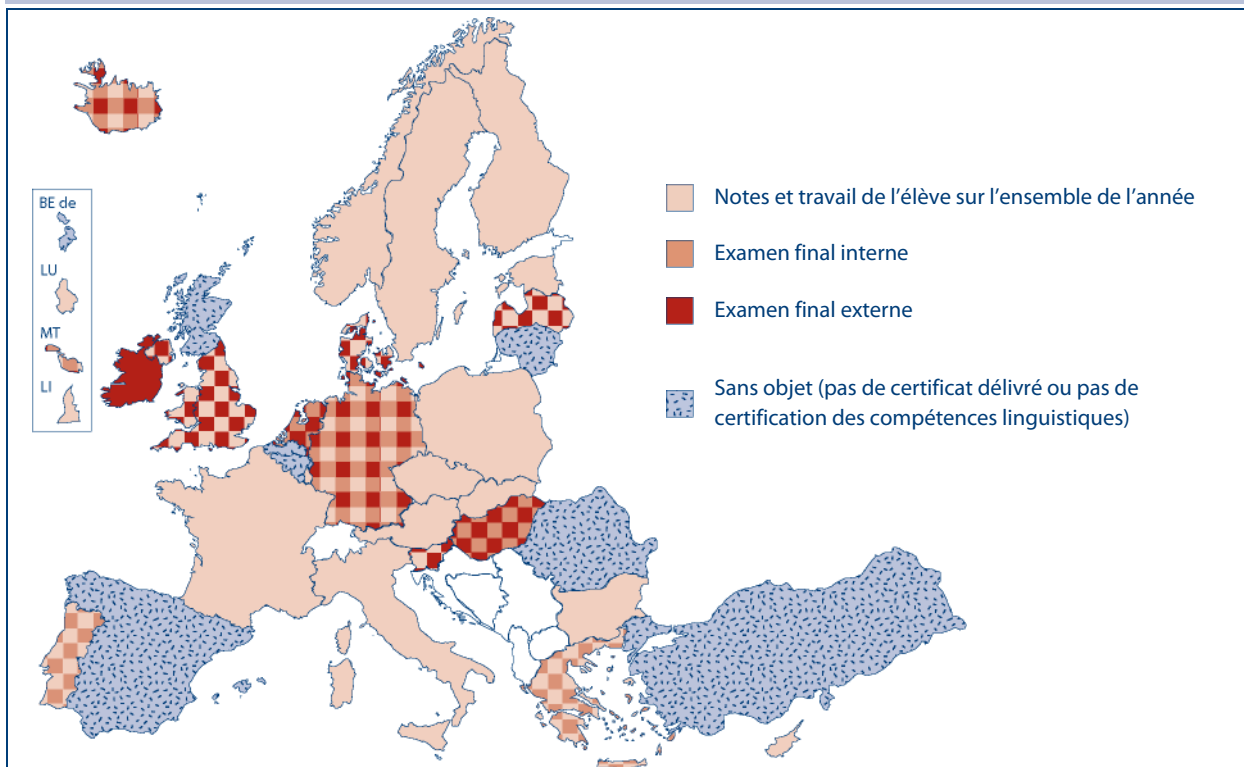 BE de
LU
MT
LI
Notes et travail de l’élève sur l’ensemble de l’année
Examen final interne
Examen final externe
Sans objet (pas de certificat délivré ou pas de
certification des compétences linguistiques)